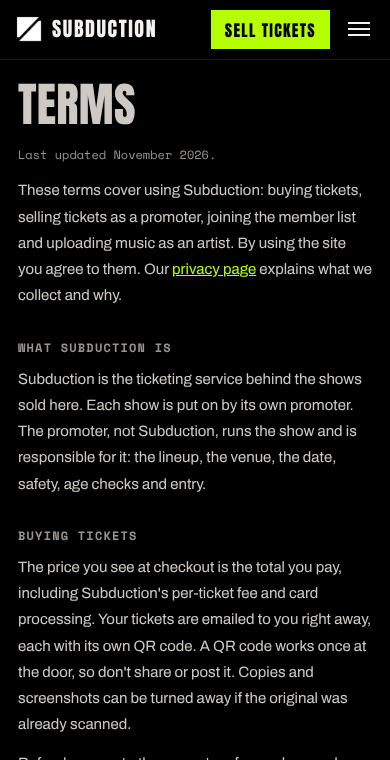 SUBDUCTION
SELL TICKETS
TERMS
Last updated November 2026.
These terms cover using Subduction: buying tickets,
selling tickets as a promoter, joining the member list
and uploading music as an artist. By using the site
you agree to them. Our privacy page explains what we
collect and why.
WHAT SUBDUCTION IS
Subduction is the ticketing service behind the shows
sold here. Each show is put on by its own promoter.
The promoter, not Subduction, runs the show and is
responsible for it: the lineup, the venue, the date,
safety, age checks and entry.
BUYING TICKETS
The price you see at checkout is the total you pay,
including Subduction's per-ticket fee and card
processing. Your tickets are emailed to you right away,
each with its own QR code. A QR code works once at
the door, so don't share or post it. Copies and
screenshots can be turned away if the original was
already scanned.